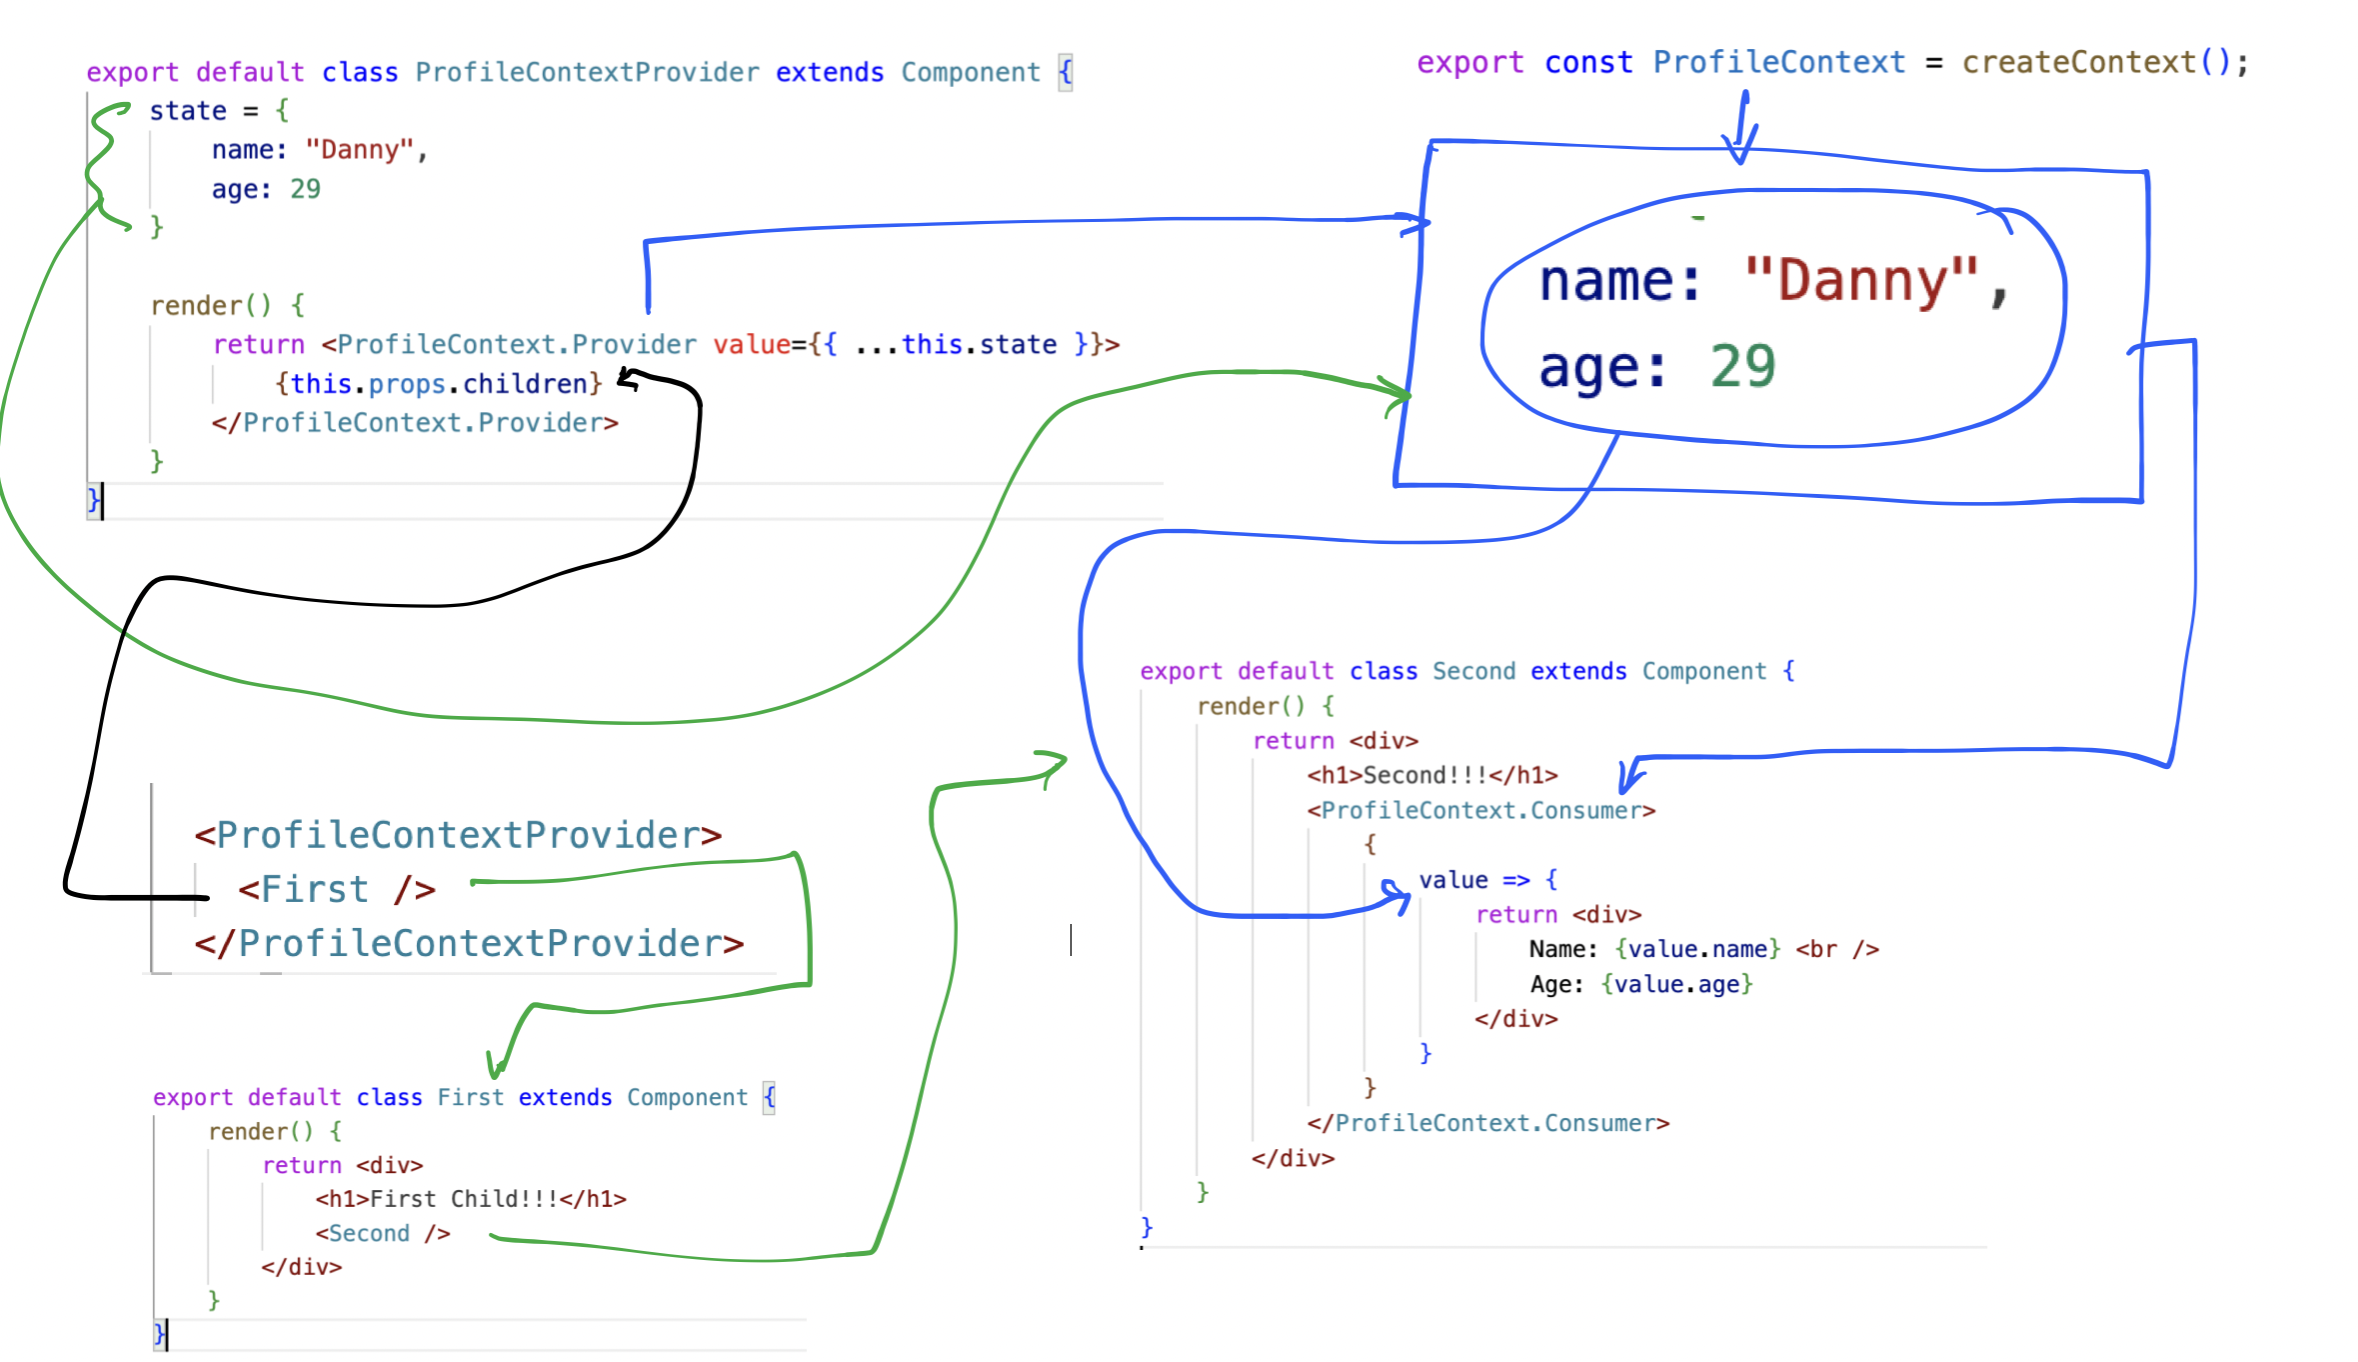 export default class ProfileContextProvider extends Component {
state = {
name: "Danny",
age: 29
}
render() {
return <ProfileContext.Provider value={{ ...this.state }}>
{this.props.children}
</ProfileContext.Provider>
}
}
export const ProfileContext = createContext();
name: "Danny",
age: 29
<ProfileContextProvider>
<First />
</ProfileContextProvider>
export default class First extends Component {
render() {
return <div>
<h1>First Child!!!</h1>
<Second />
</div>
}
}
export default class Second extends Component {
render() {
return <div>
<h1>Second!!!</h1>
<ProfileContext.Consumer>
{
value => {
return <div>
Name: {value.name} <br />
Age: {value.age}
</div>
}
}
</ProfileContext.Consumer>
</div>
}
}